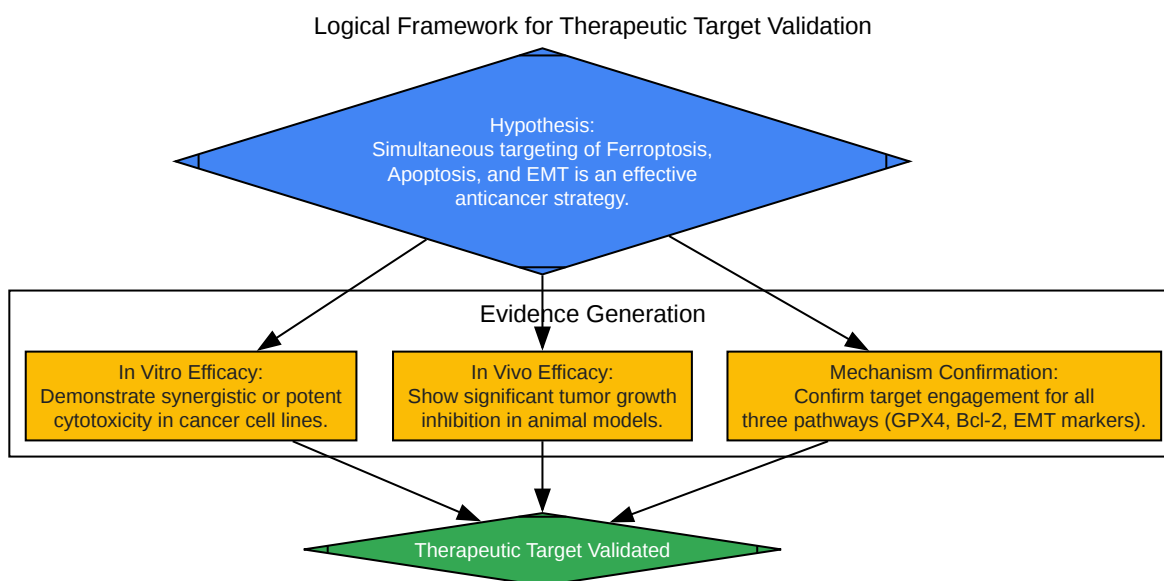 Logical Framework for Therapeutic Target Validation
Hypothesis:
Simultaneous targeting of Ferroptosis,
Apoptosis, and EMT is an effective
anticancer strategy.
Evidence Generation
In Vitro Efficacy:
Demonstrate synergistic or potent
cytotoxicity in cancer cell lines.
In Vivo Efficacy:
Show significant tumor growth
inhibition in animal models.
Mechanism Confirmation:
Confirm target engagement for all
three pathways (GPX4, Bcl-2, EMT markers).
Therapeutic Target Validated